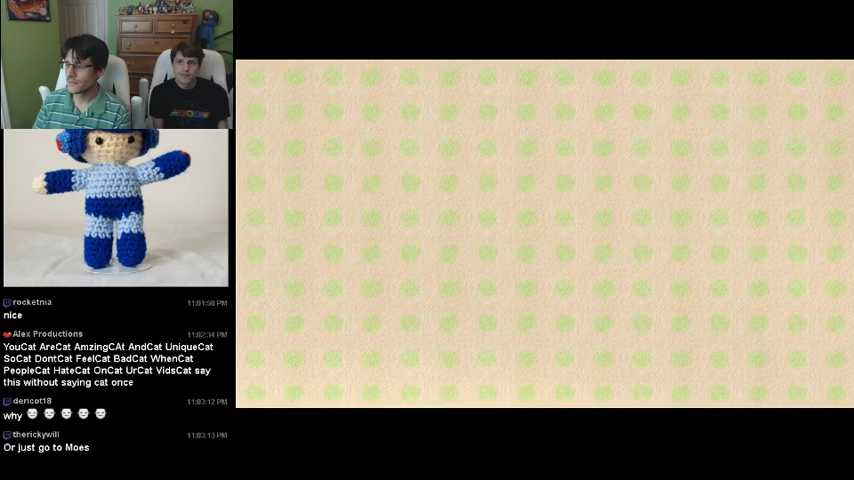 rocketnia 11:01:58 PM
nice
Alex Productions 11:02:34 PM
YouCat AreCat AmzingCAt AndCat UniqueCat
SoCat DontCat FeelCat BadCat WhenCat
PeopleCat HateCat OnCat UrCat VidsCat say
this without saying cat once
dericot18 11:03:12 PM
why
therickywill 11:03:13 PM
Or just go to Moes